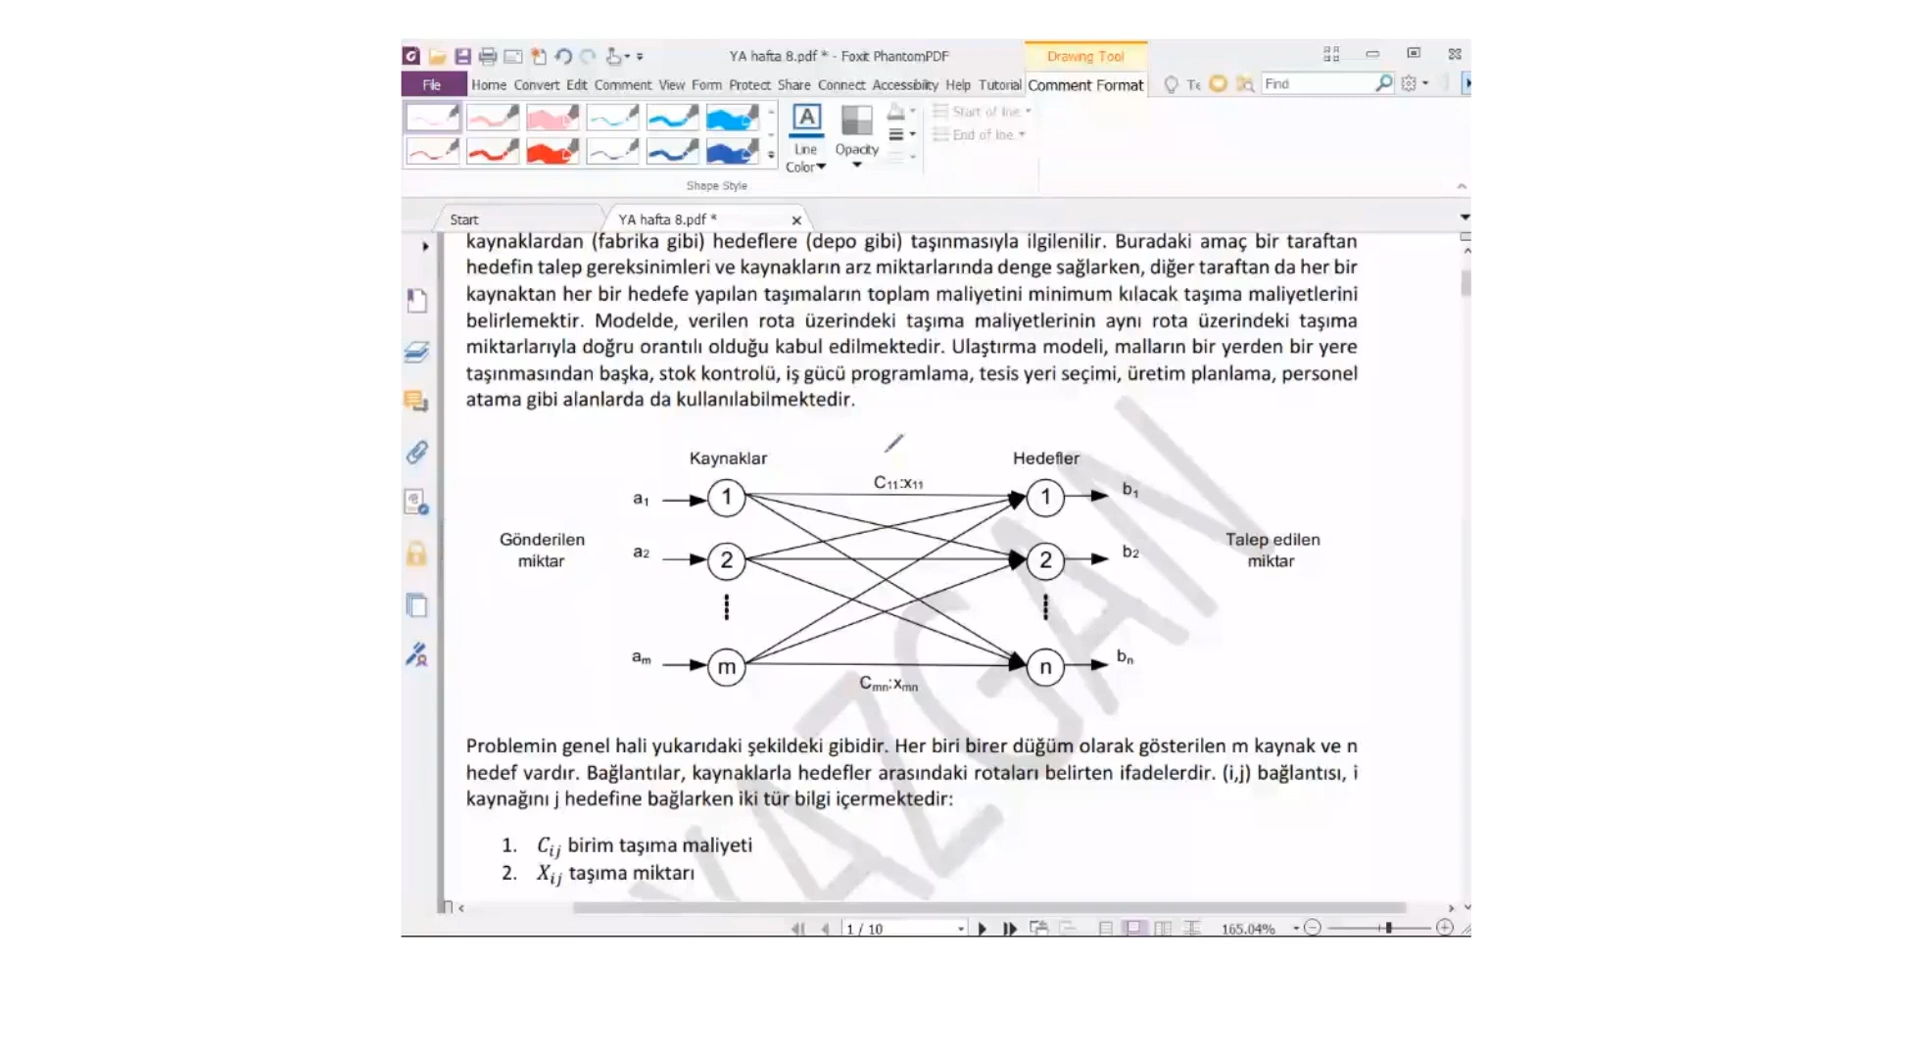 YA hafta 8.pdf * - Foxit PhantomPDF
Drawing Tool
File Home Convert Edit Comment View Form Protect Share Connect Accessibility Help Tutorial Comment Format Te Find
Start of line
End of line
Line
Color
Opacity
Shape Style
Start
YA hafta 8.pdf *
kaynaklardan (fabrika gibi) hedeflere (depo gibi) taşınmasıyla ilgilenilir. Buradaki amaç bir taraftan
hedefin talep gereksinimleri ve kaynakların arz miktarlarında denge sağlarken, diğer taraftan da her bir
kaynaktan her bir hedefe yapılan taşımaların toplam maliyetini minimum kılacak taşıma maliyetlerini
belirlemektir. Modelde, verilen rota üzerindeki taşıma maliyetlerinin aynı rota üzerindeki taşıma
miktarlarıyla doğru orantılı olduğu kabul edilmektedir. Ulaştırma modeli, malların bir yerden bir yere
taşınmasından başka, stok kontrolü, iş gücü programlama, tesis yeri seçimi, üretim planlama, personel
atama gibi alanlarda da kullanılabilmektedir.
Kaynaklar
Hedefler
C11:x11
a1 1 1 b1
Gönderilen
miktar
a2 2 2 b2
Talep edilen
miktar
am m n bn
Cmn:xmn
YAZGAN
Problemin genel hali yukarıdaki şekildeki gibidir. Her biri birer düğüm olarak gösterilen m kaynak ve n
hedef vardır. Bağlantılar, kaynaklarla hedefler arasındaki rotaları belirten ifadelerdir. (i,j) bağlantısı, i
kaynağını j hedefine bağlarken iki tür bilgi içermektedir:
1. Cij birim taşıma maliyeti
2. Xij taşıma miktarı
1 / 10
165.04%